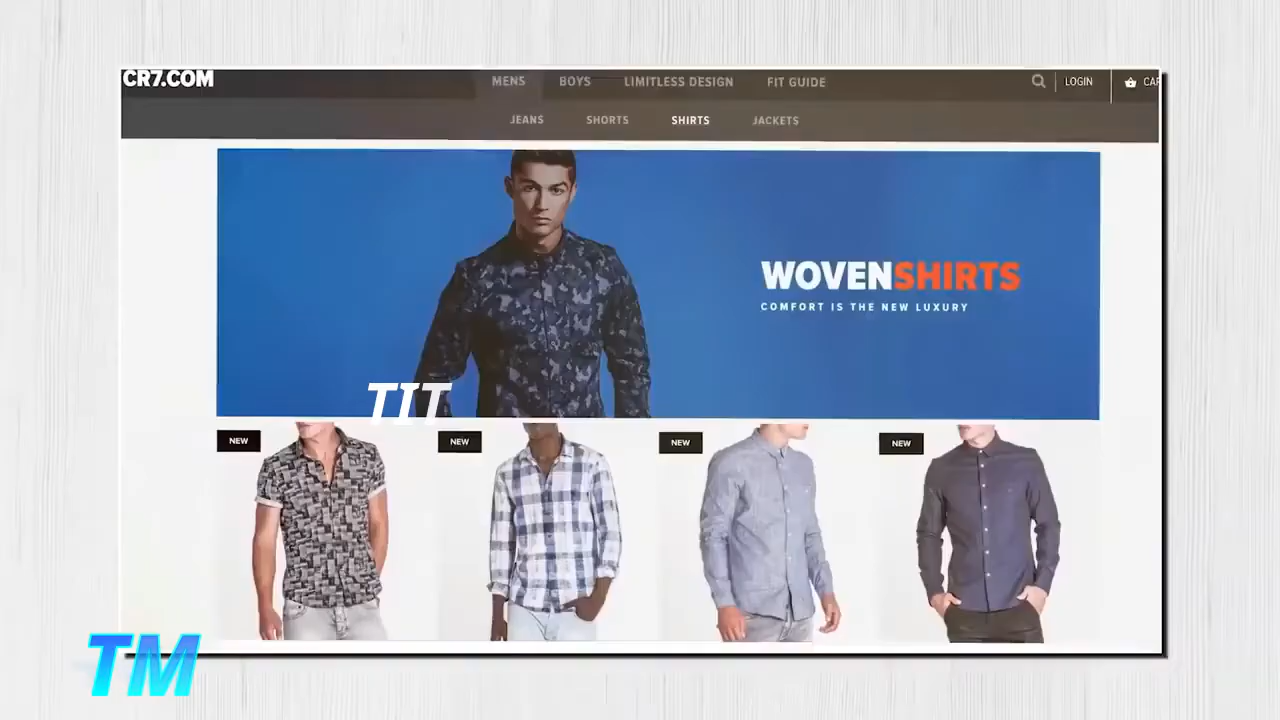 CR7.COM
MENS BOYS LIMITLESS DESIGN FIT GUIDE LOGIN
JEANS SHORTS SHIRTS JACKETS
WOVENSHIRTS
COMFORT IS THE NEW LUXURY
TIT
NEW NEW NEW NEW
TM